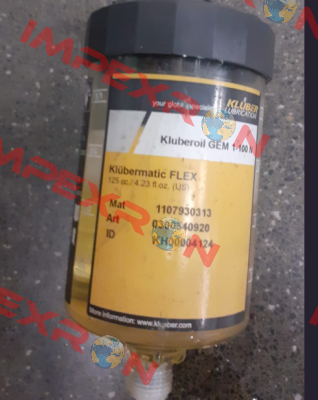 IMPEXRON
your global specialist
KLÜBER
LUBRICATION
Kluberoil GEM 1-100 N
Klübermatic FLEX
125 cc./ 4.23 fl.oz. (US)
Mat 1107930313
Art 0300540920
ID KH00004124
More information: www.kluber.com
IMPEXRON
IMPEXRON